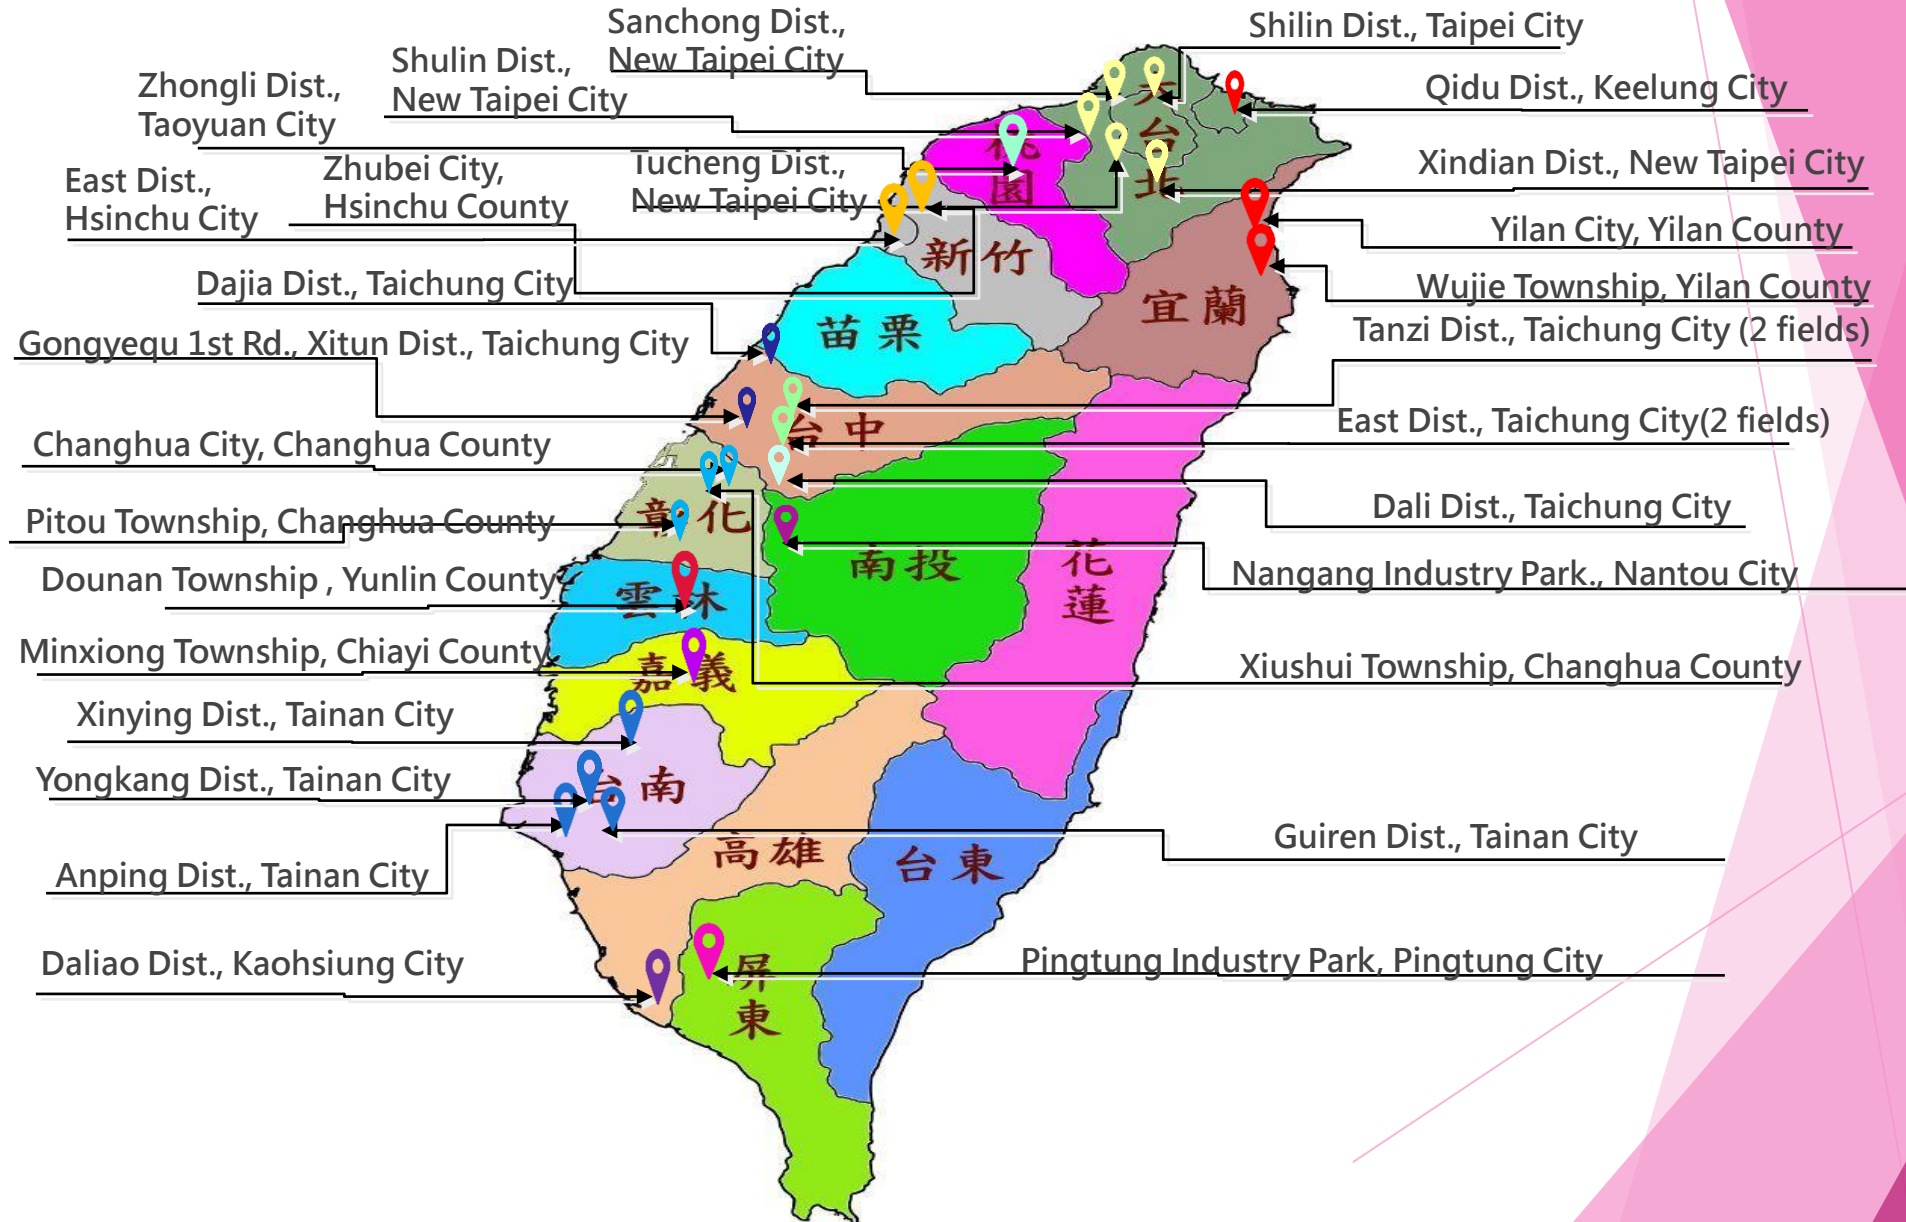 Sanchong Dist.,
New Taipei City
Shilin Dist., Taipei City
Shulin Dist.,
New Taipei City
Zhongli Dist.,
Taoyuan City
Qidu Dist., Keelung City
Tucheng Dist.,
New Taipei City
Zhubei City,
Hsinchu County
East Dist.,
Hsinchu City
Xindian Dist., New Taipei City
Yilan City, Yilan County
Dajia Dist., Taichung City
Wujie Township, Yilan County
Gongyequ 1st Rd., Xitun Dist., Taichung City
Tanzi Dist., Taichung City (2 fields)
East Dist., Taichung City(2 fields)
Changhua City, Changhua County
Dali Dist., Taichung City
Pitou Township, Changhua County
Nangang Industry Park., Nantou City
Dounan Township , Yunlin County
Minxiong Township, Chiayi County
Xiushui Township, Changhua County
Xinying Dist., Tainan City
Yongkang Dist., Tainan City
Guiren Dist., Tainan City
Anping Dist., Tainan City
Daliao Dist., Kaohsiung City
Pingtung Industry Park, Pingtung City
大
台
北
桃
園
新竹
宜蘭
苗栗
台中
彰化
南投
花
蓮
雲林
嘉義
台南
高雄
台東
屏
東